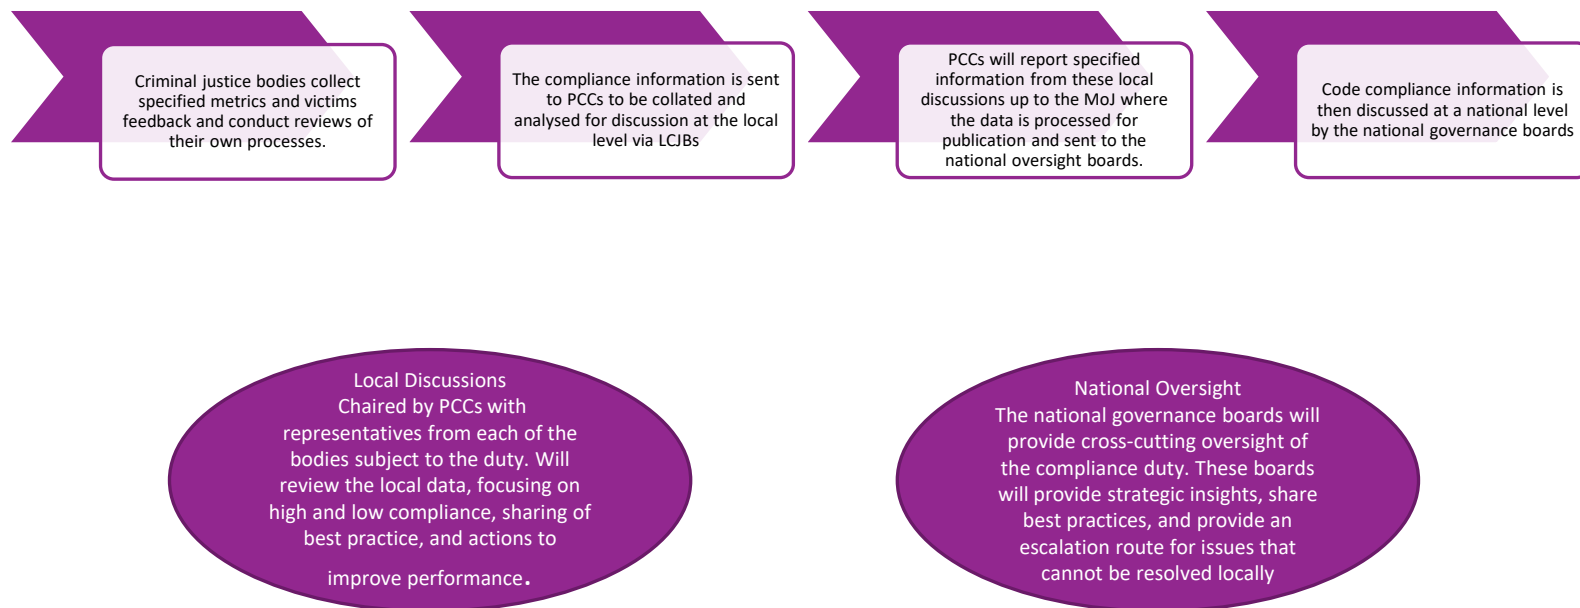 Criminal justice bodies collect
specified metrics and victims
feedback and conduct reviews of
their own processes.
The compliance information is sent
to PCCs to be collated and
analysed for discussion at the local
level via LCJBs
PCCs will report specified
information from these local
discussions up to the MoJ where
the data is processed for
publication and sent to the
national oversight boards.
Code compliance information is
then discussed at a national level
by the national governance boards
Local Discussions
Chaired by PCCs with
representatives from each of the
bodies subject to the duty. Will
review the local data, focusing on
high and low compliance, sharing of
best practice, and actions to
improve performance.
National Oversight
The national governance boards will
provide cross-cutting oversight of
the compliance duty. These boards
will provide strategic insights, share
best practices, and provide an
escalation route for issues that
cannot be resolved locally